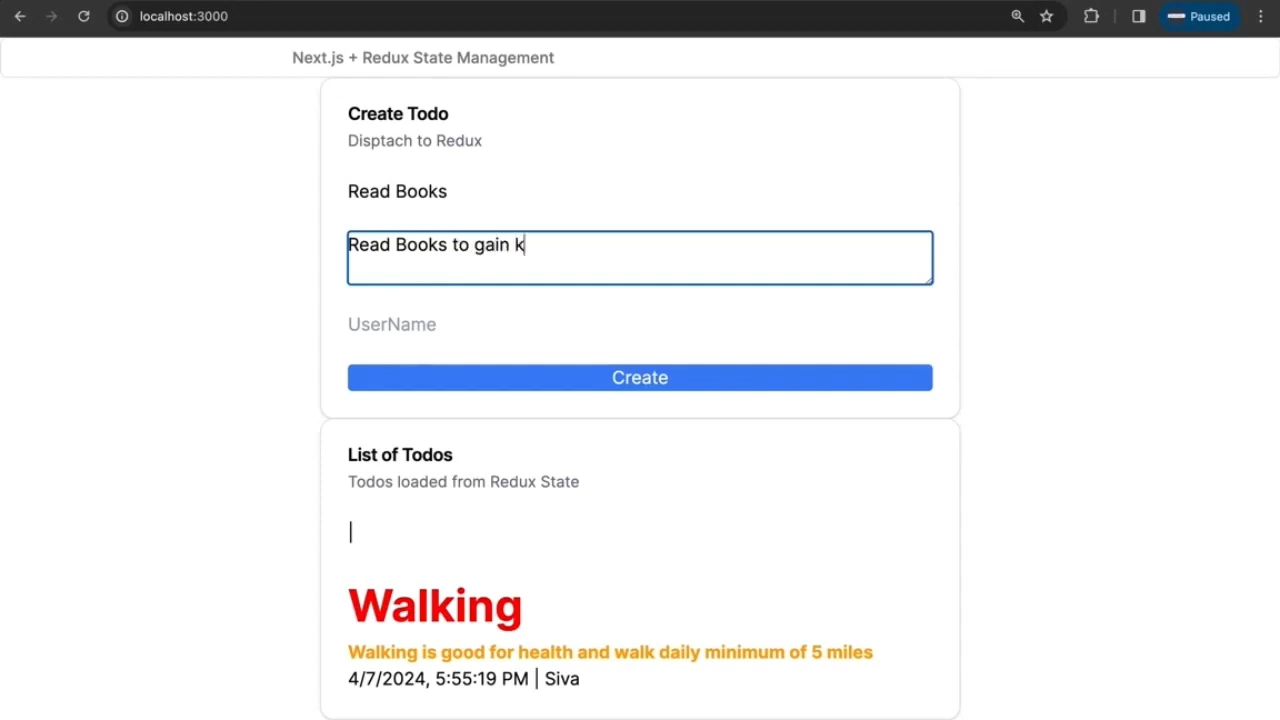 localhost:3000
Paused
Next.js + Redux State Management
Create Todo
Disptach to Redux
Read Books
Read Books to gain k
UserName
Create
List of Todos
Todos loaded from Redux State
|
Walking
Walking is good for health and walk daily minimum of 5 miles
4/7/2024, 5:55:19 PM | Siva